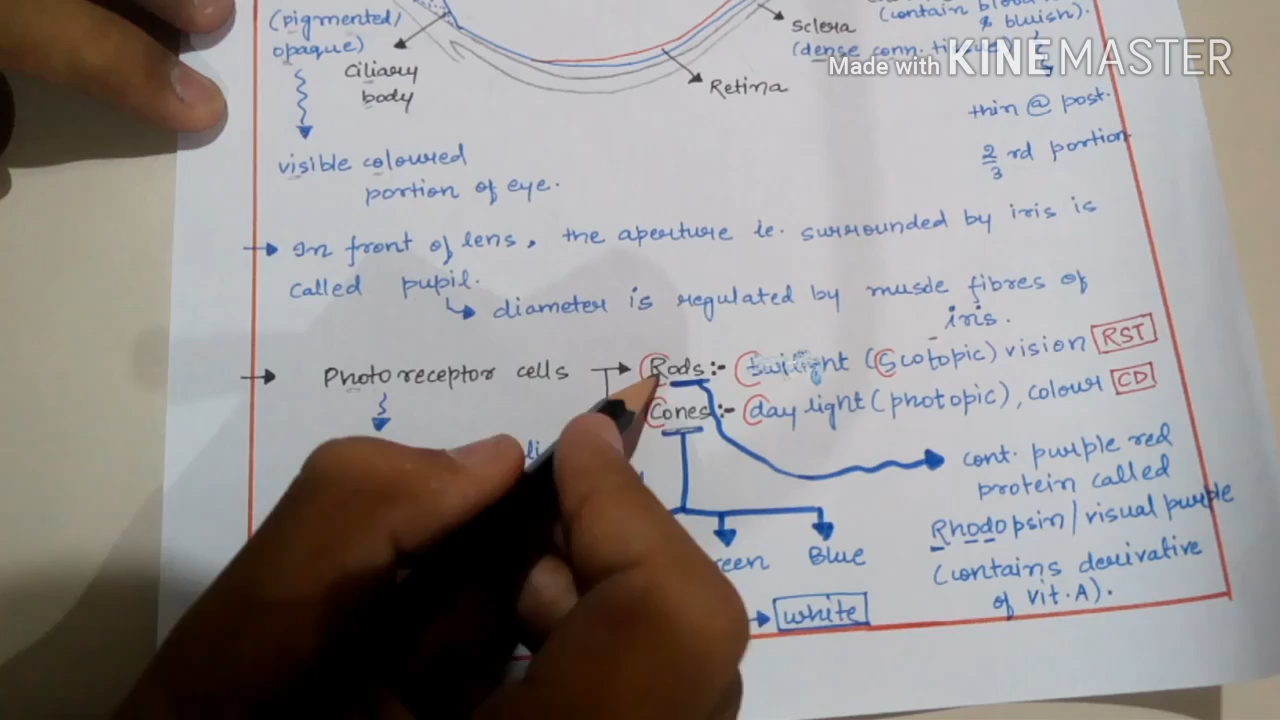 (pigmented/
opaque)
ciliary
body
Retina
Sclera
(dense conn.
(contain
& bluish).
Made with KINEMASTER
thin @ post.
2/3 rd portion
visible coloured
portion of eye.
→ In front of lens, the aperture ie. surrounded by iris is
called pupil.
↳ diameter is regulated by muscle fibres of
iris.
→ Photoreceptor cells → Rods :- twilight (Scotopic) vision RST
Cones :- day light (photopic), colour CD
cont. purple red
protein called
Rhodopsin / visual purple
(contains derivative
of vit. A).
Blue
white